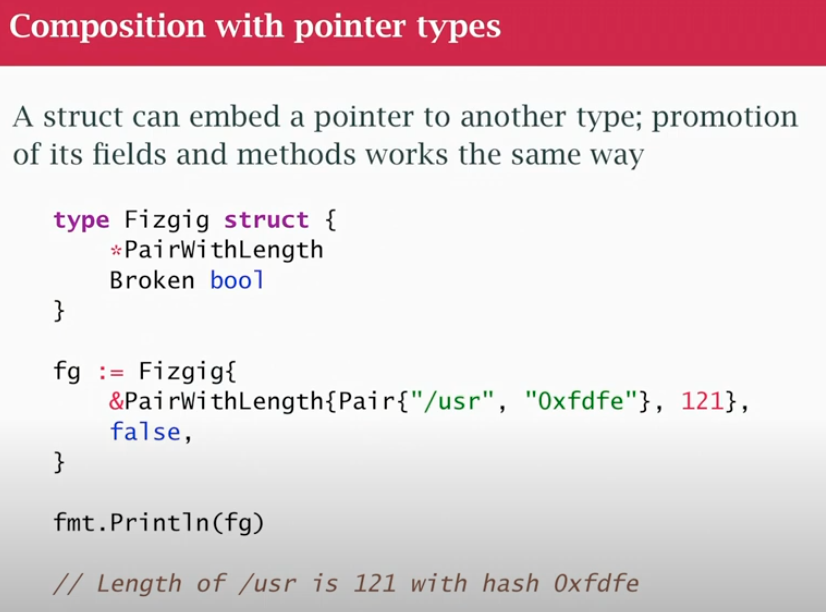 Composition with pointer types
A struct can embed a pointer to another type; promotion
of its fields and methods works the same way
type Fizgig struct {
    *PairWithLength
    Broken bool
}
fg := Fizgig{
    &PairWithLength{Pair{"/usr", "0xfdfe"}, 121},
    false,
}
fmt.Println(fg)
// Length of /usr is 121 with hash 0xfdfe